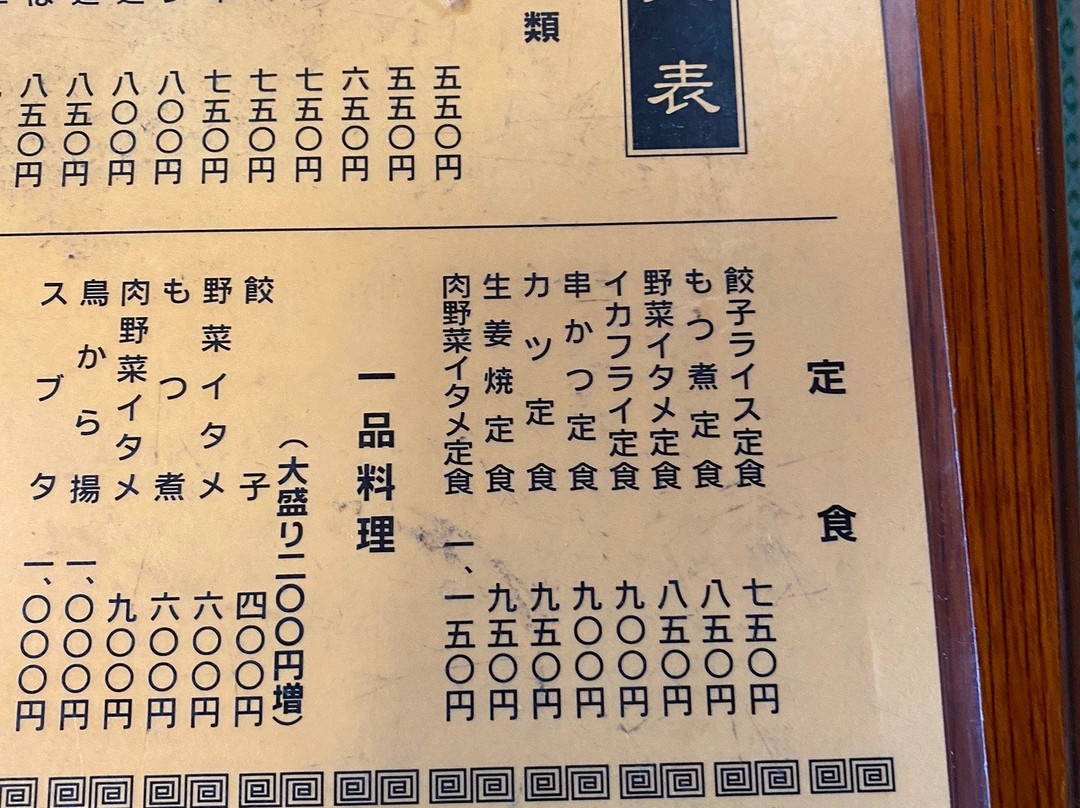 表
類
五五〇円
五五〇円
六五〇円
七五〇円
七五〇円
七五〇円
八〇〇円
八〇〇円
八五〇円
八五〇円
定食
餃子ライス定食 七五〇円
もつ煮定食 八五〇円
野菜イタメ定食 八五〇円
イカフライ定食 九〇〇円
串かつ定食 九〇〇円
カツ定食 九五〇円
生姜焼定食 九五〇円
肉野菜イタメ定食 一、一五〇円
一品料理
(大盛り二〇〇円増)
餃子 四〇〇円
野菜イタメ 六〇〇円
もつ煮 六〇〇円
肉野菜イタメ 九〇〇円
鳥から揚 一、〇〇〇円
スブタ 一、〇〇〇円